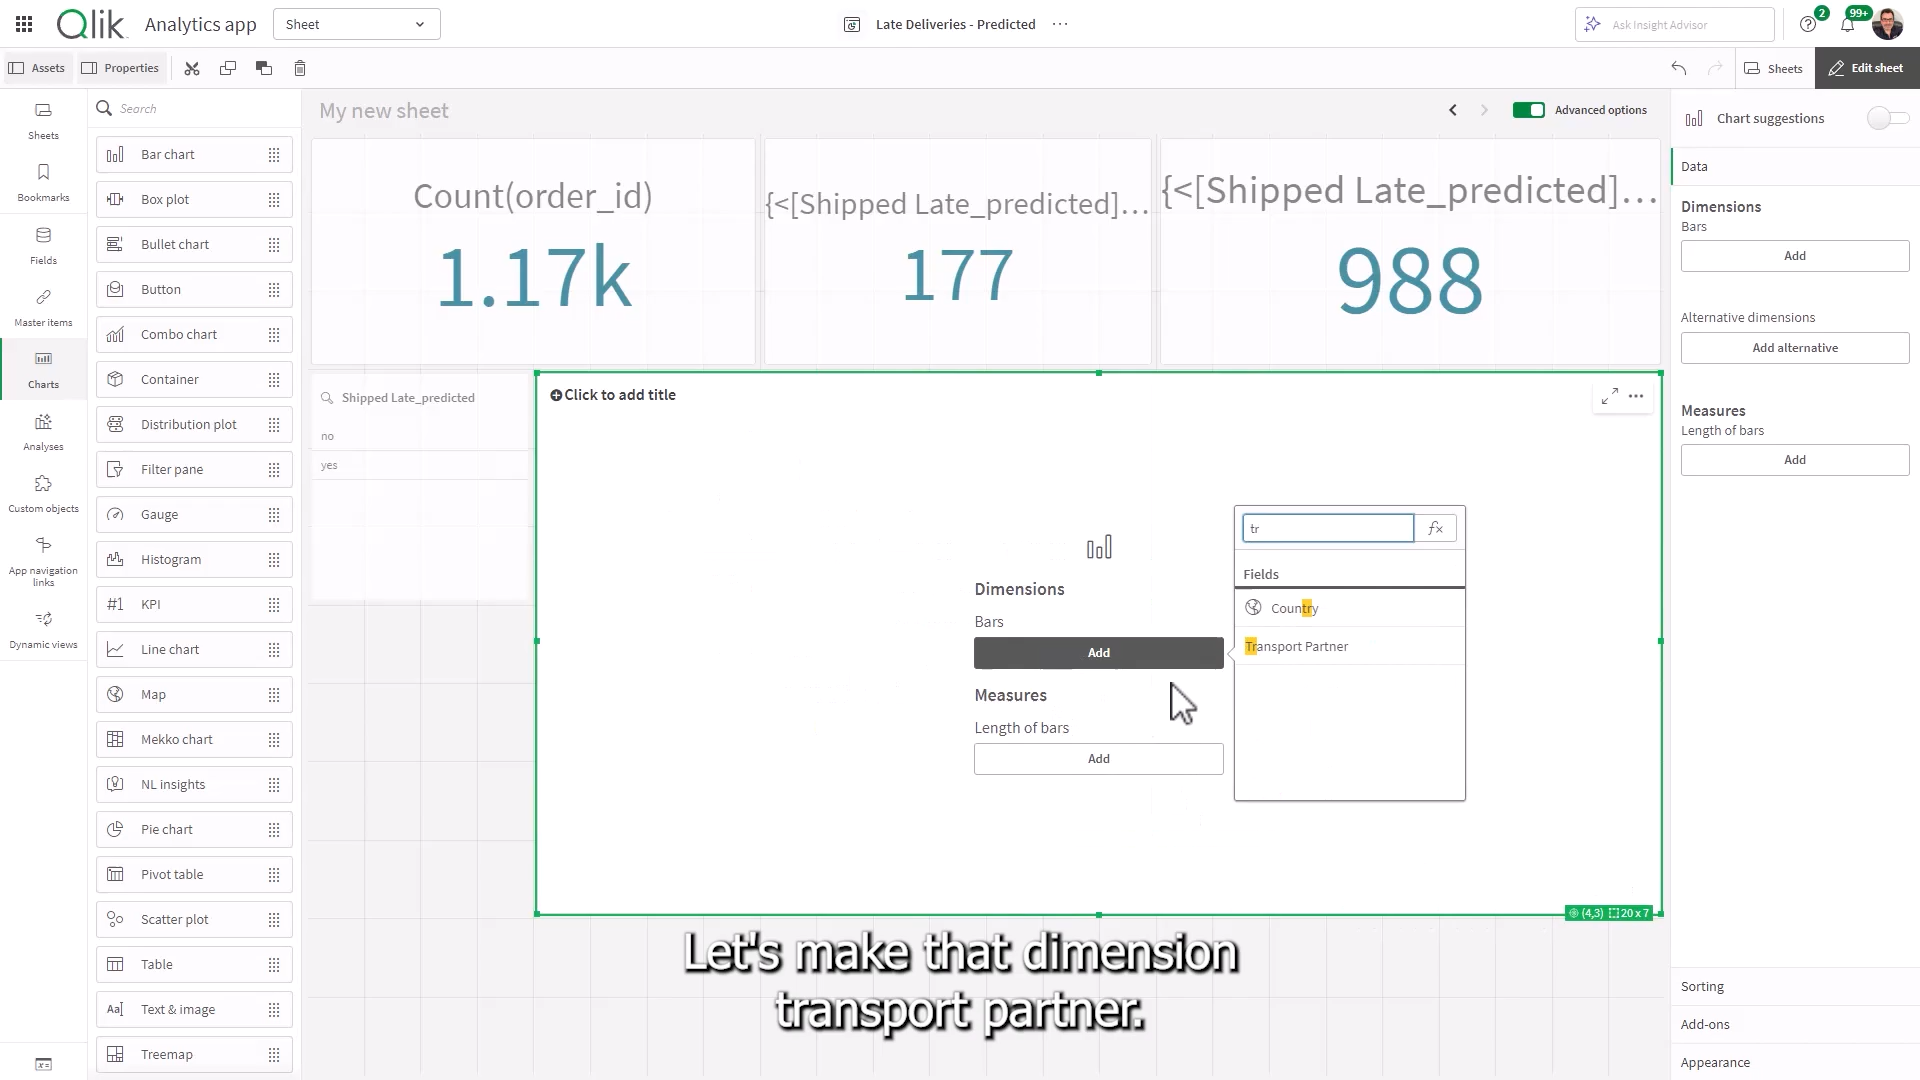 Qlik
Analytics app
Sheet
Late Deliveries - Predicted
...
Ask Insight Advisor
2
99+
Assets
Properties
Sheets
Edit sheet
Sheets
Bookmarks
Fields
Master items
Charts
Analyses
Custom objects
App navigation
links
Dynamic views
Search
Bar chart
Box plot
Bullet chart
Button
Combo chart
Container
Distribution plot
Filter pane
Gauge
Histogram
#1 KPI
Line chart
Map
Mekko chart
NL insights
Pie chart
Pivot table
Scatter plot
Table
Text & image
Treemap
My new sheet
Advanced options
Count(order_id)
1.17k
{<[Shipped Late_predicted]...
177
{<[Shipped Late_predicted]...
988
Shipped Late_predicted
no
yes
Click to add title
Dimensions
Bars
Add
Measures
Length of bars
Add
tr
fx
Fields
Country
Transport Partner
(4,3) 20 x 7
Let's make that dimension
transport partner.
Chart suggestions
Data
Dimensions
Bars
Add
Alternative dimensions
Add alternative
Measures
Length of bars
Add
Sorting
Add-ons
Appearance